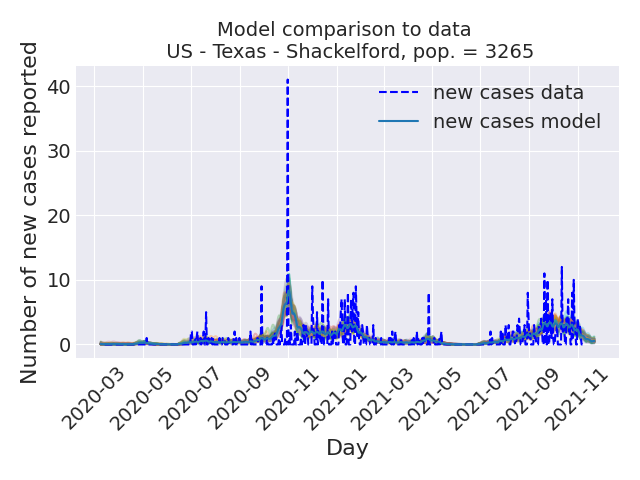 Model comparison to data
US - Texas - Shackelford, pop. = 3265
new cases data
new cases model
Number of new cases reported
40
30
20
10
0
2020-03
2020-05
2020-07
2020-09
2020-11
2021-01
2021-03
2021-05
2021-07
2021-09
2021-11
Day